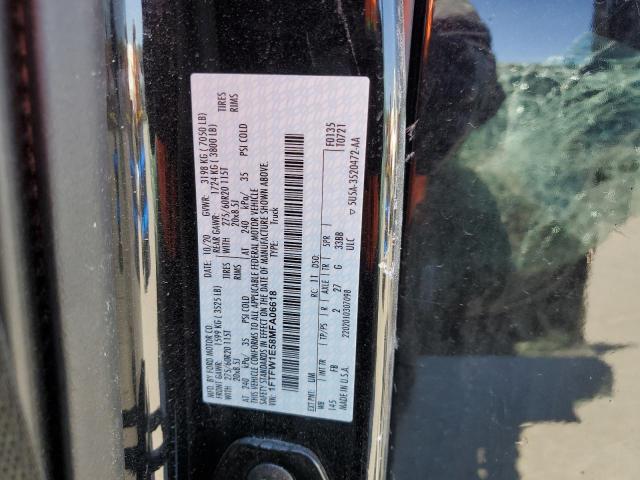 MFD. BY FORD MOTOR CO.
DATE: 10/20
GVWR: 3198 KG ( 7050 LB)
FRONT GAWR: 1599 KG ( 3525 LB)
REAR GAWR: 1724 KG ( 3800 LB)
275/60R20 115T TIRES
WITH 275/60R20 115T TIRES
20x8.5J RIMS
20x8.5J RIMS
AT 240 kPa/ 35 PSI COLD
AT 240 kPa/ 35 PSI COLD
THIS VEHICLE CONFORMS TO ALL APPLICABLE FEDERAL MOTOR VEHICLE
SAFETY STANDARDS IN EFFECT ON THE DATE OF MANUFACTURE SHOWN ABOVE.
VIN: 1FTFW1E58MFA06618
TYPE: Truck
F0135
T0721
EXT PNT: UM RC: 11 DSO:
WB INT TR TP/PS R AXLE TR SPR
145 FB 2 27 G 33BB
UILC
MADE IN U.S.A. 220201030709B
5U5A-3520472-AA